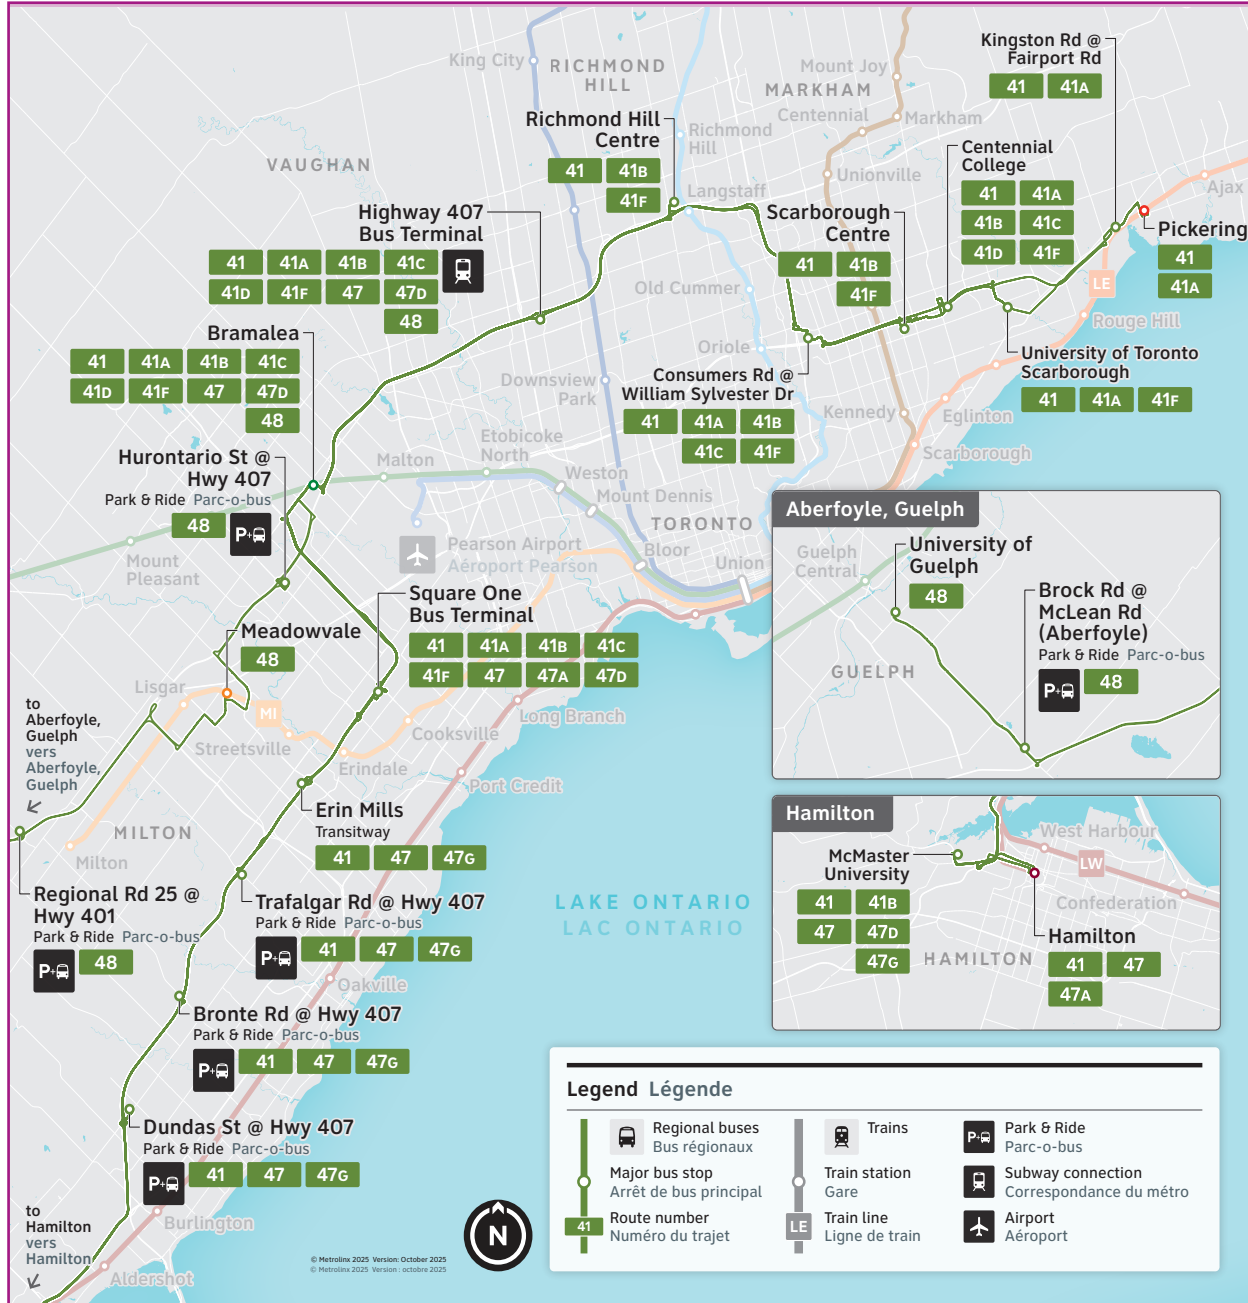 King City
RICHMOND
HILL
Mount Joy
MARKHAM
Centennial
Markham
Kingston Rd @
Fairport Rd
41 41A
Richmond Hill
Centre
41 41B
41F
Richmond
Hill
Langstaff
Unionville
Centennial
College
41 41A
41B 41C
41D 41F
Ajax
VAUGHAN
Highway 407
Bus Terminal
41 41A 41B 41C
41D 41F 47 47D
48
Scarborough
Centre
41 41B
41F
Pickering
41
41A
LE
Old Cummer
Rouge Hill
Oriole
Bramalea
41 41A 41B 41C
41D 41F 47 47D
48
Downsview
Park
Consumers Rd @
William Sylvester Dr
41 41A 41B
41C 41F
University of Toronto
Scarborough
41 41A 41F
Kennedy
Eglinton
Scarborough
Hurontario St @
Hwy 407
Park & Ride Parc-o-bus
48 P+
Malton
Etobicoke
North
Weston
Mount Dennis
TORONTO
Bloor
Union
Mount
Pleasant
Pearson Airport
Aéroport Pearson
Square One
Bus Terminal
41 41A 41B 41C
41F 47 47A 47D
Meadowvale
48
Lisgar
MI
Streetsville
Cooksville
Long Branch
Erindale
Port Credit
to
Aberfoyle,
Guelph
vers
Aberfoyle,
Guelph
MILTON
Milton
Erin Mills
Transitway
41 47 47G
Regional Rd 25 @
Hwy 401
Park & Ride Parc-o-bus
P+ 48
Trafalgar Rd @ Hwy 407
Park & Ride Parc-o-bus
P+ 41 47 47G
Oakville
LAKE ONTARIO
LAC ONTARIO
Bronte Rd @ Hwy 407
Park & Ride Parc-o-bus
P+ 41 47 47G
Dundas St @ Hwy 407
Park & Ride Parc-o-bus
P+ 41 47 47G
Burlington
to
Hamilton
vers
Hamilton
Aldershot
Aberfoyle, Guelph
Guelph
Central
University of
Guelph
48
Brock Rd @
McLean Rd
(Aberfoyle)
Park & Ride Parc-o-bus
P+ 48
GUELPH
Hamilton
West Harbour
LW
McMaster
University
41 41B
47 47D
47G
Confederation
HAMILTON
Hamilton
41 47
47A
N
© Metrolinx 2025 Version: October 2025
© Metrolinx 2025 Version : octobre 2025
Legend Légende
Regional buses
Bus régionaux
Major bus stop
Arrêt de bus principal
41 Route number
Numéro du trajet
Trains
Train station
Gare
LE Train line
Ligne de train
P+ Park & Ride
Parc-o-bus
Subway connection
Correspondance du métro
Airport
Aéroport